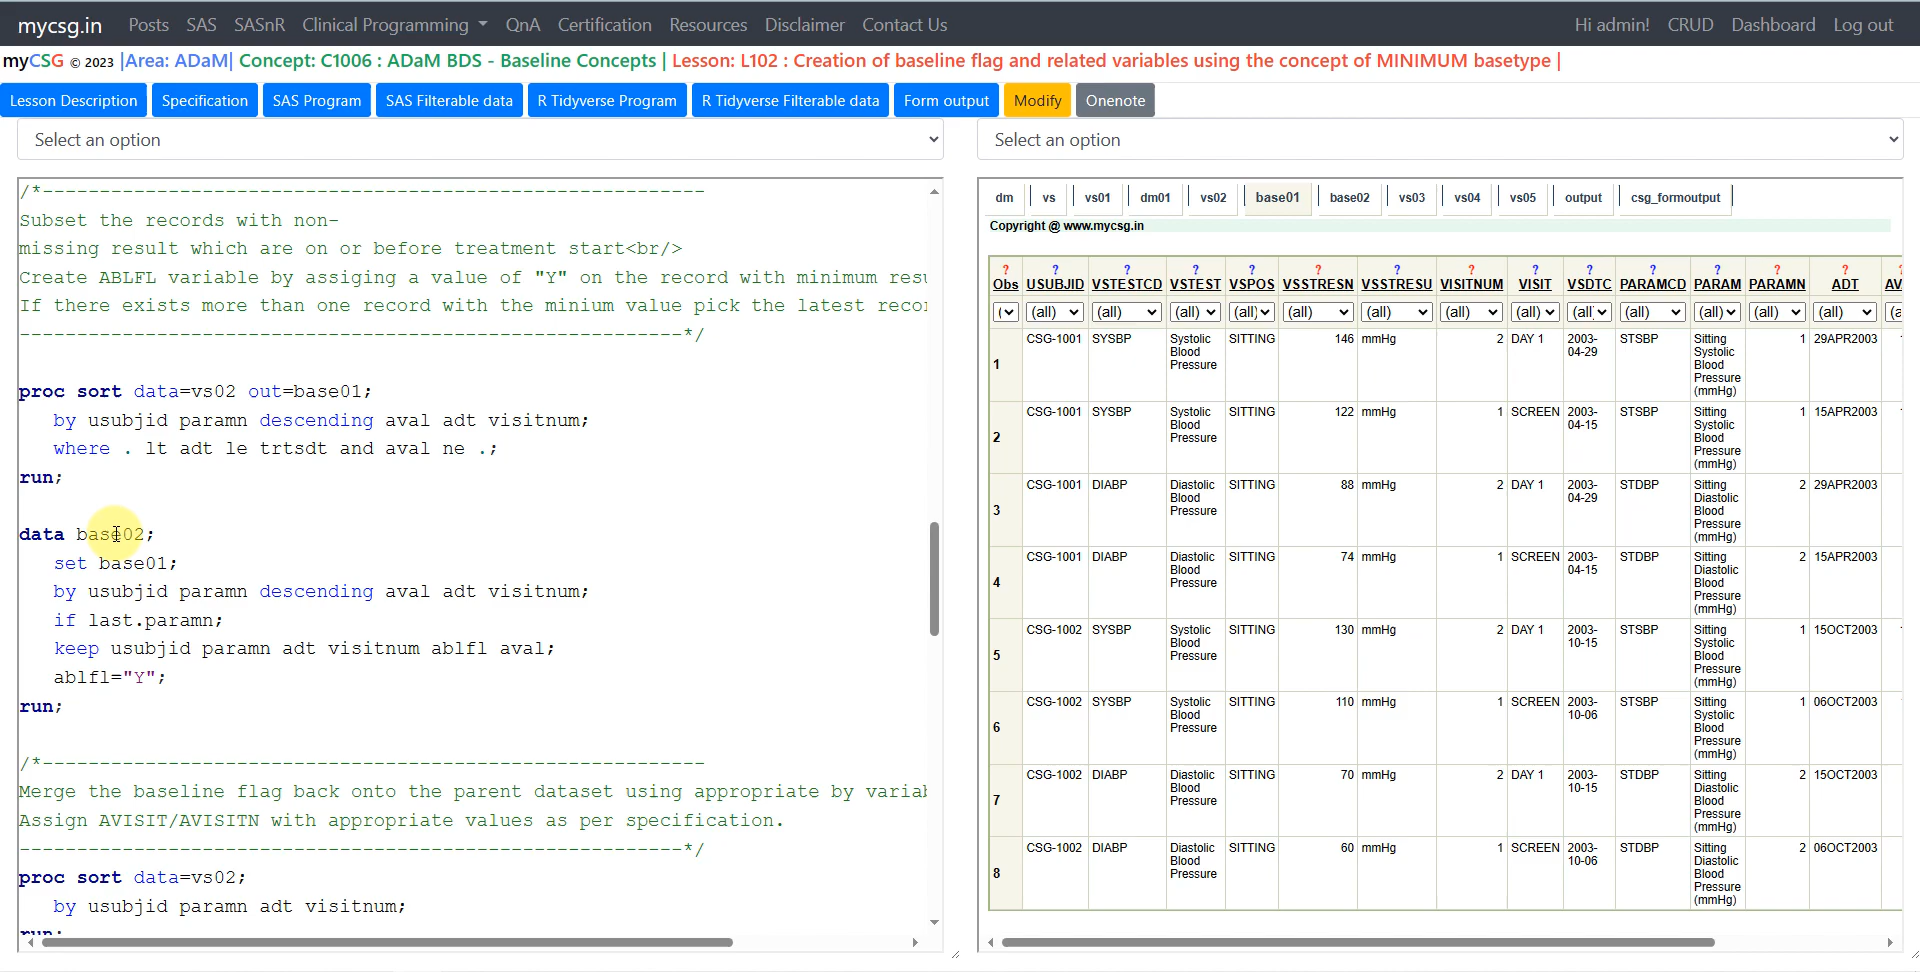 mycsg.in Posts SAS SASnR Clinical Programming QnA Certification Resources Disclaimer Contact Us Hi admin! CRUD Dashboard Log out
myCSG © 2023 |Area: ADaM| Concept: C1006 : ADaM BDS - Baseline Concepts | Lesson: L102 : Creation of baseline flag and related variables using the concept of MINIMUM basetype |
Lesson Description Specification SAS Program SAS Filterable data R Tidyverse Program R Tidyverse Filterable data Form output Modify Onenote
Select an option
/*----------------------------------------------------------
Subset the records with non-
missing result which are on or before treatment start<br/>
Create ABLFL variable by assiging a value of "Y" on the record with minimum resu
If there exists more than one record with the minium value pick the latest recor
----------------------------------------------------------*/
proc sort data=vs02 out=base01;
by usubjid paramn descending aval adt visitnum;
where . lt adt le trtsdt and aval ne .;
run;
data base02;
set base01;
by usubjid paramn descending aval adt visitnum;
if last.paramn;
keep usubjid paramn adt visitnum ablfl aval;
ablfl="Y";
run;
/*----------------------------------------------------------
Merge the baseline flag back onto the parent dataset using appropriate by variab
Assign AVISIT/AVISITN with appropriate values as per specification.
----------------------------------------------------------*/
proc sort data=vs02;
by usubjid paramn adt visitnum;
run;
Select an option
dm vs vs01 dm01 vs02 base01 base02 vs03 vs04 vs05 output csg_formoutput
Copyright @ www.mycsg.in
? ? ? ? ? ? ? ? ? ? ? ? ? ? ?
Obs USUBJID VSTESTCD VSTEST VSPOS VSSTRESN VSSTRESU VISITNUM VISIT VSDTC PARAMCD PARAM PARAMN ADT AV
( (all) (all) (all) (all) (all) (all) (all) (all) (all) (all) (all) (all) (all) (a
1 CSG-1001 SYSBP Systolic Blood Pressure SITTING 146 mmHg 2 DAY 1 2003-04-29 STSBP Sitting Systolic Blood Pressure (mmHg) 1 29APR2003
2 CSG-1001 SYSBP Systolic Blood Pressure SITTING 122 mmHg 1 SCREEN 2003-04-15 STSBP Sitting Systolic Blood Pressure (mmHg) 1 15APR2003
3 CSG-1001 DIABP Diastolic Blood Pressure SITTING 88 mmHg 2 DAY 1 2003-04-29 STDBP Sitting Diastolic Blood Pressure (mmHg) 2 29APR2003
4 CSG-1001 DIABP Diastolic Blood Pressure SITTING 74 mmHg 1 SCREEN 2003-04-15 STDBP Sitting Diastolic Blood Pressure (mmHg) 2 15APR2003
5 CSG-1002 SYSBP Systolic Blood Pressure SITTING 130 mmHg 2 DAY 1 2003-10-15 STSBP Sitting Systolic Blood Pressure (mmHg) 1 15OCT2003
6 CSG-1002 SYSBP Systolic Blood Pressure SITTING 110 mmHg 1 SCREEN 2003-10-06 STSBP Sitting Systolic Blood Pressure (mmHg) 1 06OCT2003
7 CSG-1002 DIABP Diastolic Blood Pressure SITTING 70 mmHg 2 DAY 1 2003-10-15 STDBP Sitting Diastolic Blood Pressure (mmHg) 2 15OCT2003
8 CSG-1002 DIABP Diastolic Blood Pressure SITTING 60 mmHg 1 SCREEN 2003-10-06 STDBP Sitting Diastolic Blood Pressure (mmHg) 2 06OCT2003